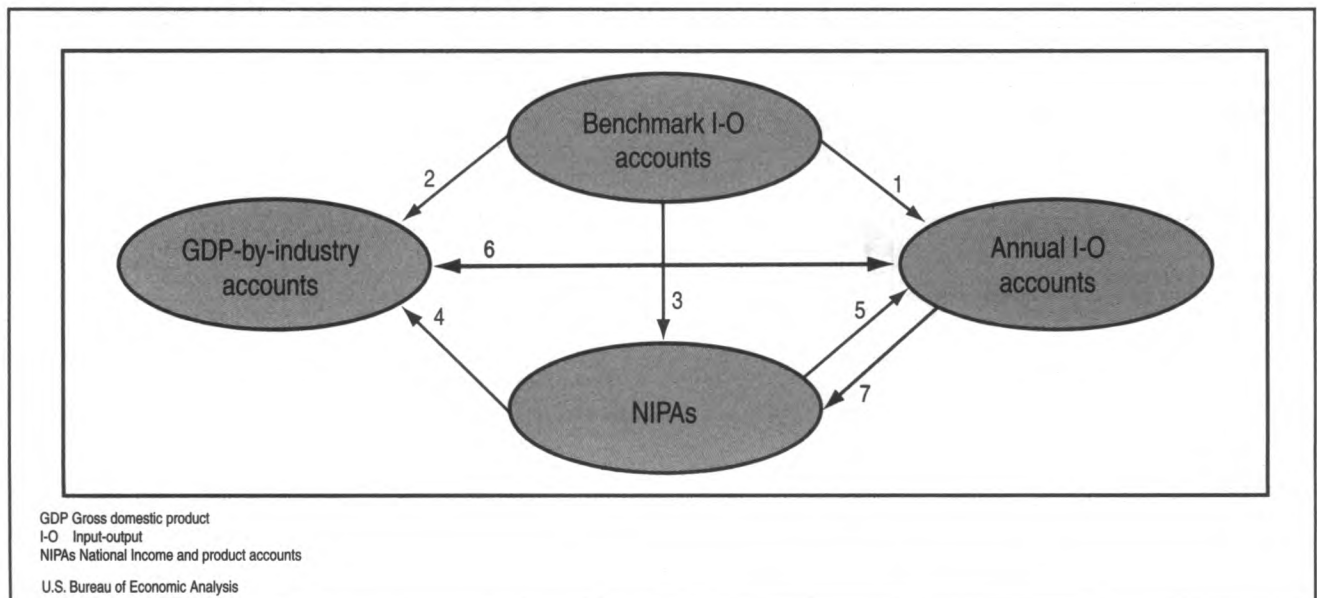 Benchmark I-O
accounts
2
1
GDP-by-industry
accounts
6
Annual I-O
accounts
3
4
5
7
NIPAs
GDP Gross domestic product
I-O Input-output
NIPAs National Income and product accounts
U.S. Bureau of Economic Analysis